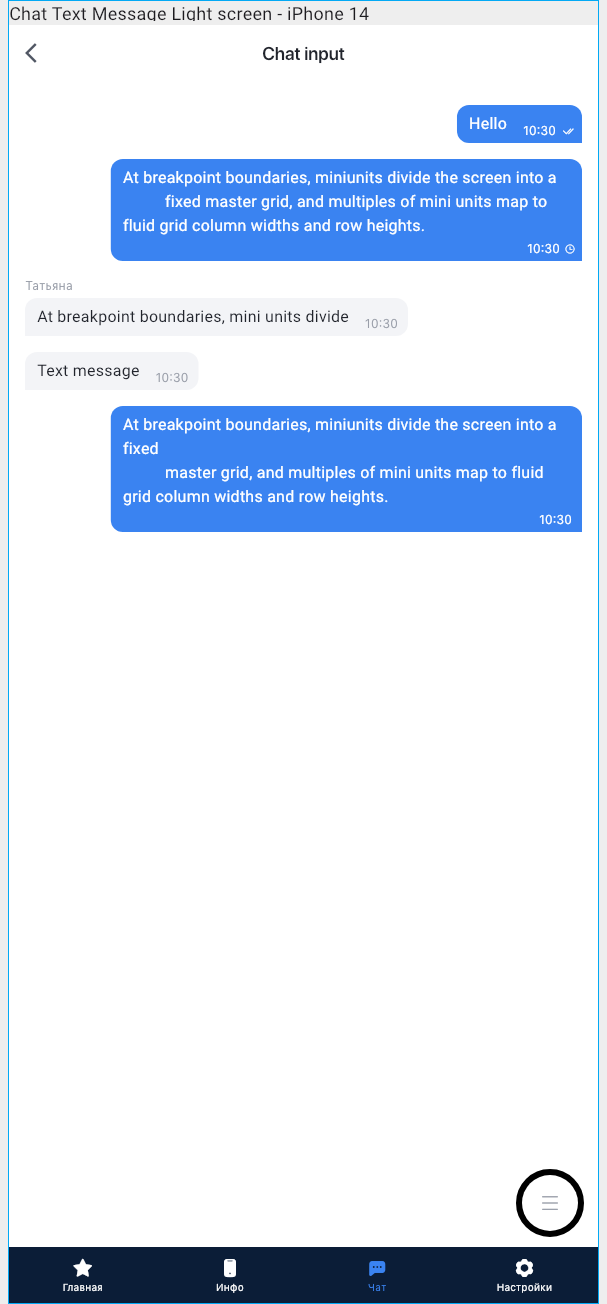 Chat Text Message Light screen - iPhone 14
Chat input
Hello 10:30
At breakpoint boundaries, miniunits divide the screen into a
fixed master grid, and multiples of mini units map to
fluid grid column widths and row heights.
10:30
Татьяна
At breakpoint boundaries, mini units divide 10:30
Text message 10:30
At breakpoint boundaries, miniunits divide the screen into a
fixed
master grid, and multiples of mini units map to fluid
grid column widths and row heights.
10:30
Главная Инфо Чат Настройки